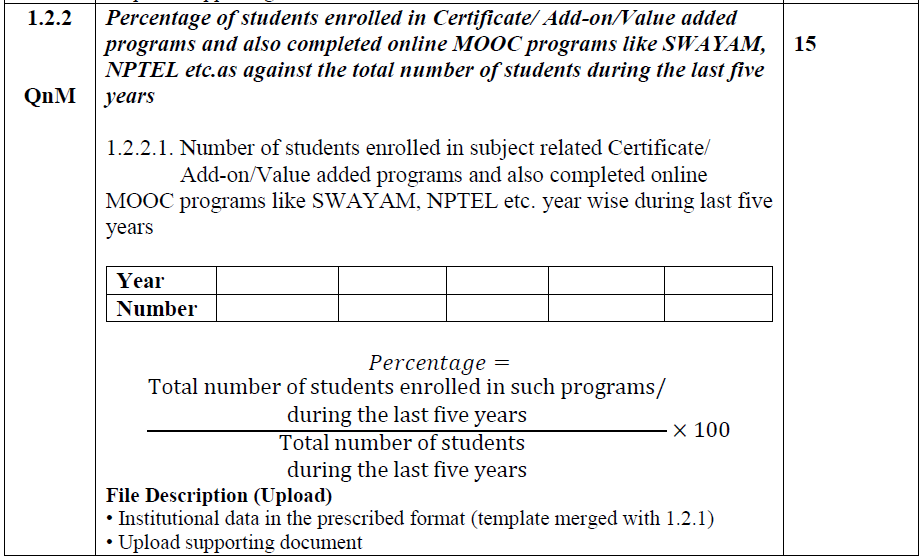 1.2.2
Percentage of students enrolled in Certificate/ Add-on/Value added
programs and also completed online MOOC programs like SWAYAM,
15
NPTEL etc.as against the total number of students during the last five
QnM
years
1.2.2.1. Number of students enrolled in subject related Certificate/
Add-on/Value added programs and also completed online
MOOC programs like SWAYAM, NPTEL etc. year wise during last five
years
Year
Number
Percentage =
Total number of students enrolled in such programs/
during the last five years
× 100
Total number of students
during the last five years
File Description (Upload)
• Institutional data in the prescribed format (template merged with 1.2.1)
• Upload supporting document